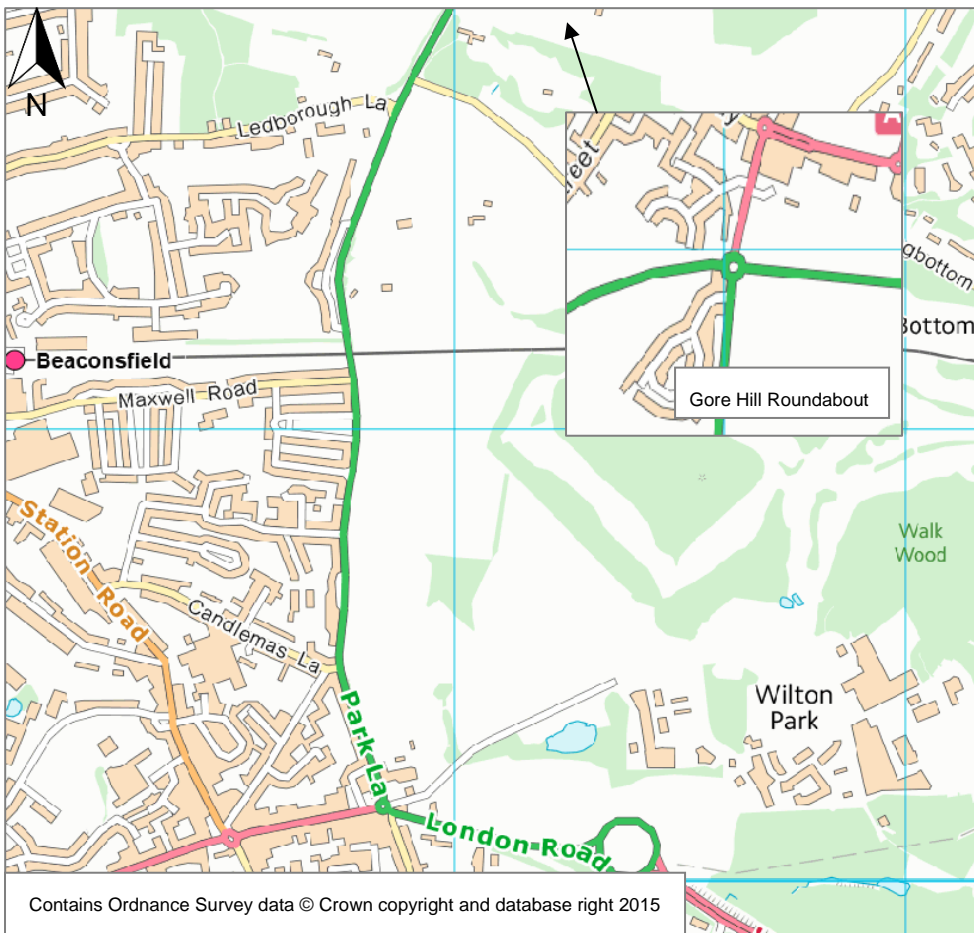 N
Ledborough La
reet
Bottom
Beaconsfield
Maxwell Road
Gore Hill Roundabout
Station Road
Walk
Wood
Candlemas La
Wilton
Park
Park La
London Road
Contains Ordnance Survey data © Crown copyright and database right 2015